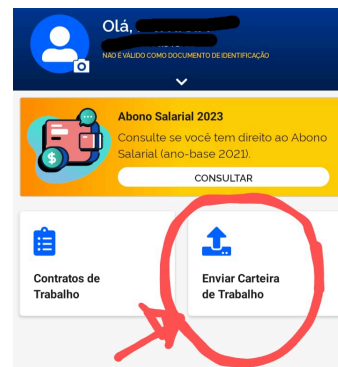 Olá,
NÃO É VÁLIDO COMO DOCUMENTO DE IDENTIFICAÇÃO
Abono Salarial 2023
Consulte se você tem direito ao Abono
Salarial (ano-base 2021).
CONSULTAR
Contratos de
Trabalho
Enviar Carteira
de Trabalho